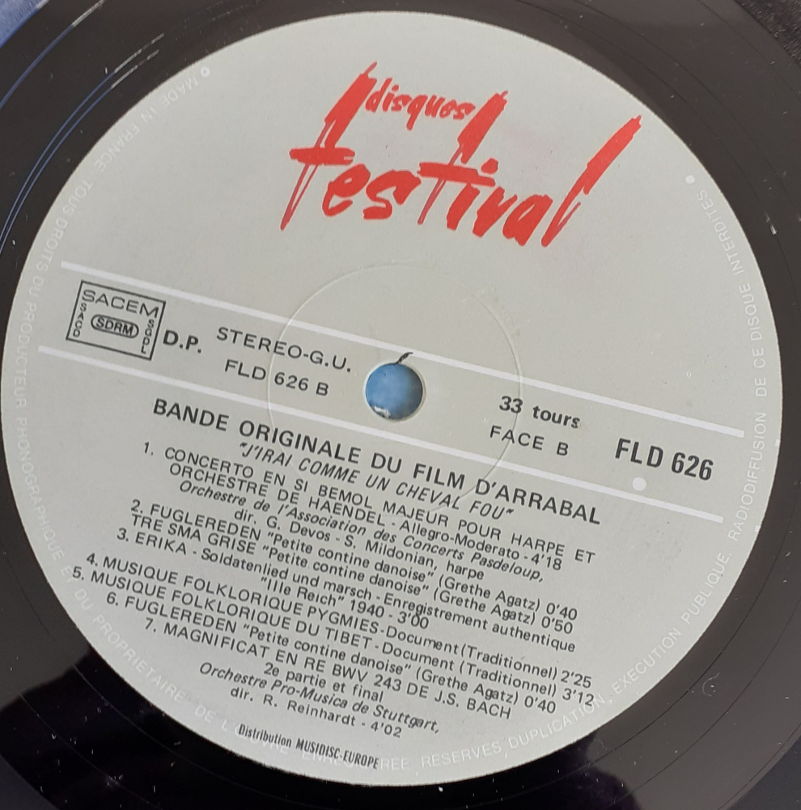 disques
festival
SACEM
SACD
SDRM
SGDL
D.P.
STEREO-G.U.
FLD 626 B
33 tours
FACE B
FLD 626
BANDE ORIGINALE DU FILM D'ARRABAL
"J'IRAI COMME UN CHEVAL FOU"
1. CONCERTO EN SI BEMOL MAJEUR POUR HARPE ET
ORCHESTRE DE HAENDEL - Allegro-Moderato - 4'18
Orchestre de l'Association des Concerts Pasdeloup,
dir. G. Devos - S. Mildonian, harpe
2. FUGLEREDEN "Petite contine danoise" (Grethe Agatz) 0'40
TRE SMA GRISE "Petite contine danoise" (Grethe Agatz) 0'50
3. ERIKA - Soldatenlied und marsch - Enregistrement authentique
"IIIe Reich" 1940 - 3'00
4. MUSIQUE FOLKLORIQUE PYGMIES - Document (Traditionnel) 2'25
5. MUSIQUE FOLKLORIQUE DU TIBET - Document (Traditionnel) 3'12
6. FUGLEREDEN "Petite contine danoise" (Grethe Agatz) 0'40
7. MAGNIFICAT EN RE BWV 243 DE J.S. BACH
2e partie et final
Orchestre Pro-Musica de Stuttgart,
dir. R. Reinhardt - 4'02
Distribution MUSIDISC-EUROPE
MADE IN FRANCE TOUS DROITS DU PRODUCTEUR PHONOGRAPHIQUE ET DU PROPRIETAIRE DE L'ŒUVRE ENREGISTREE RESERVES DUPLICATION, EXECUTION PUBLIQUE, RADIODIFFUSION DE CE DISQUE INTERDITES